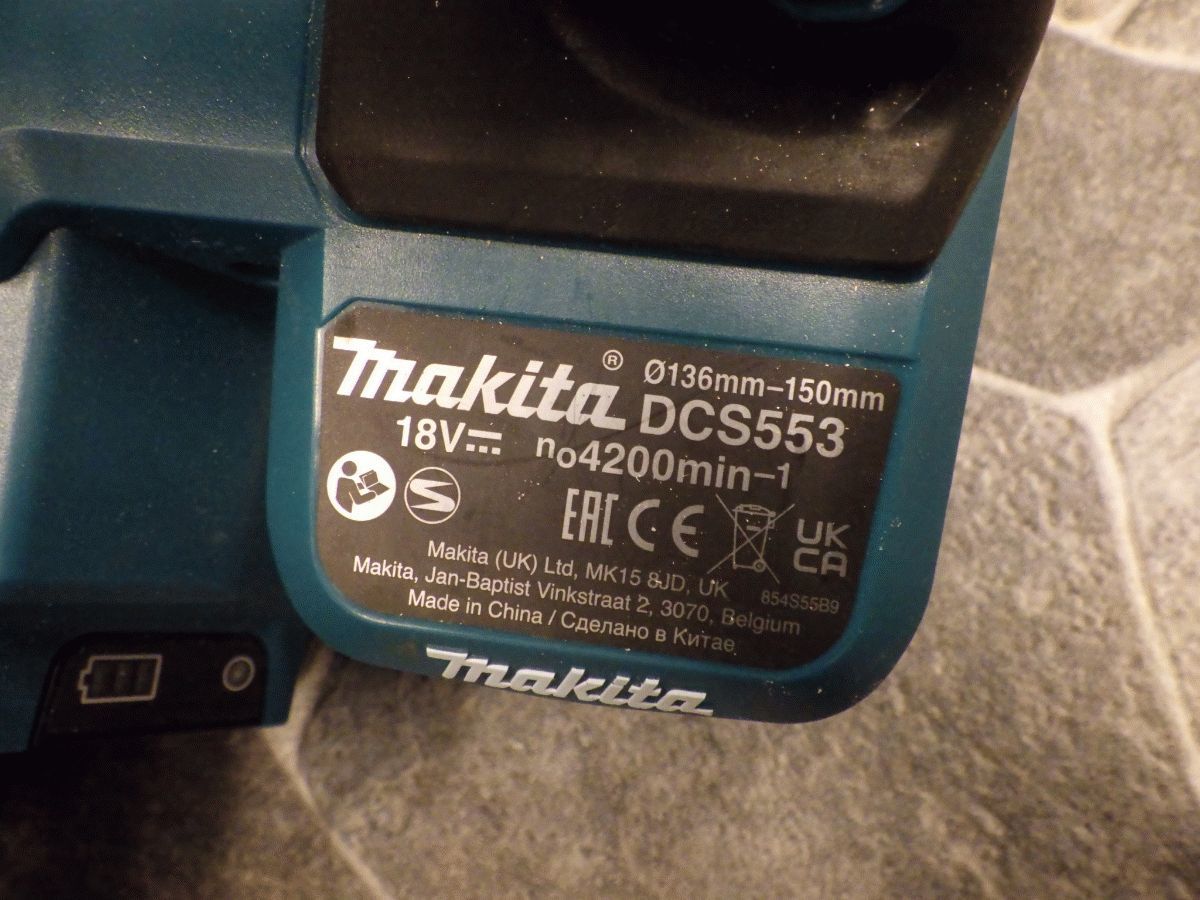 makita® Ø136mm–150mm
DCS553
18V n₀4200min–1
EAC CE UK
CA
Makita (UK) Ltd, MK15 8JD, UK
Makita, Jan-Baptist Vinkstraat 2, 3070, Belgium
854S55B9
Made in China / Сделано в Китае
makita